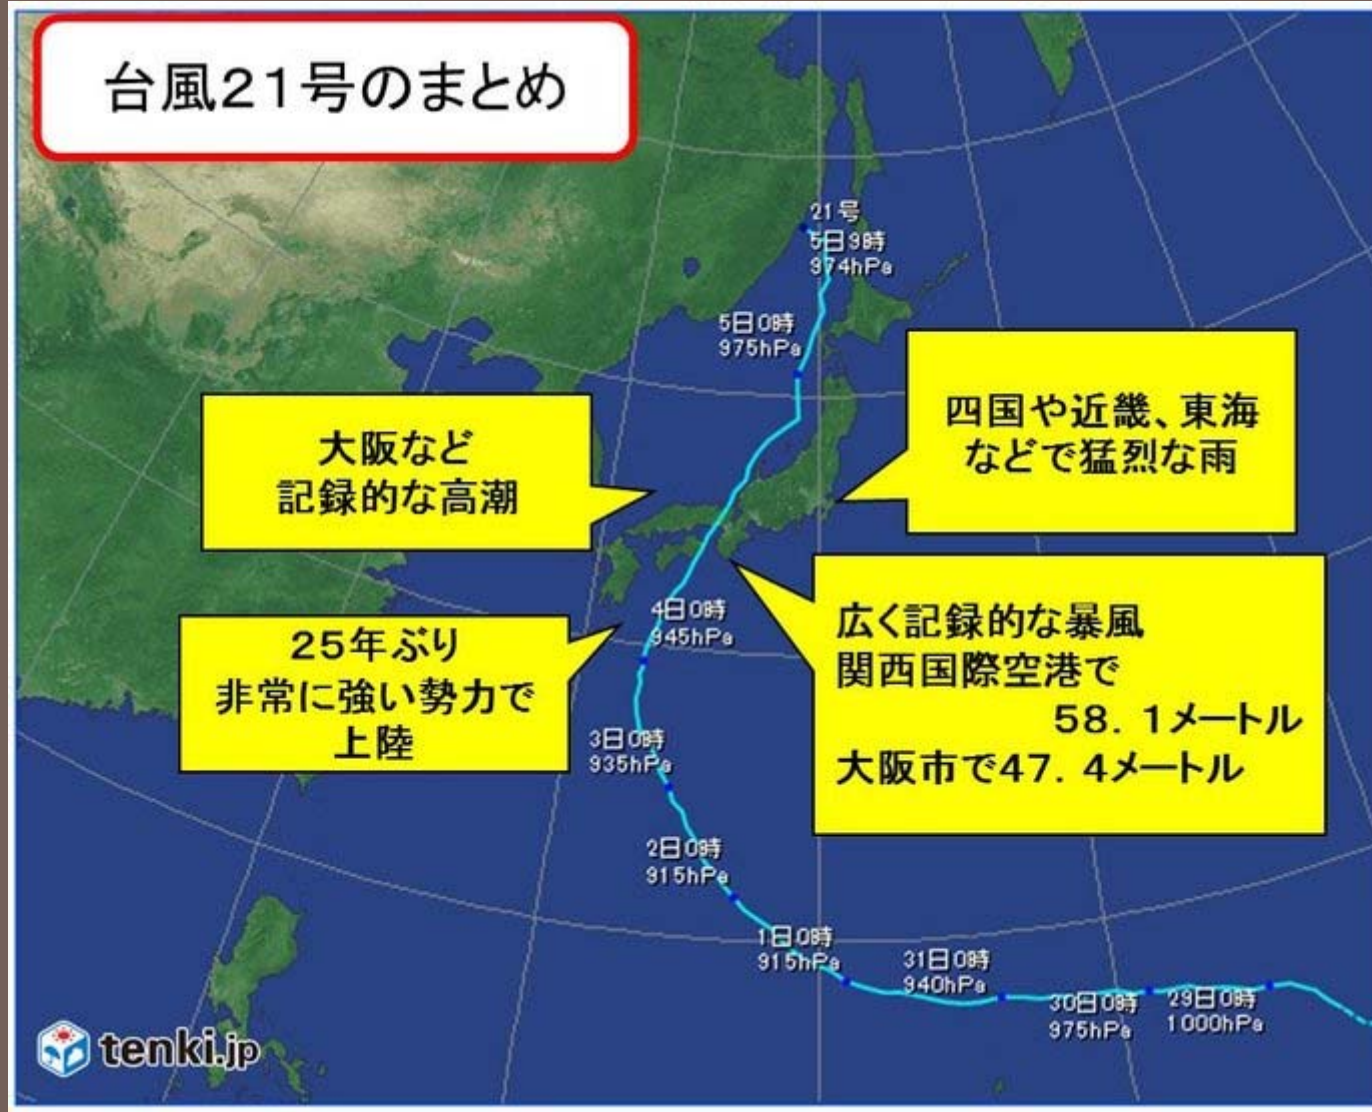 台風21号のまとめ
21号
5日9時
974hPa
5日0時
975hPa
四国や近畿、東海
などで猛烈な雨
大阪など
記録的な高潮
25年ぶり
非常に強い勢力で
上陸
4日0時
945hPa
広く記録的な暴風
関西国際空港で
58.1メートル
大阪市で47.4メートル
3日0時
935hPa
2日0時
915hPa
1日0時
915hPa
31日0時
940hPa
30日0時
975hPa
29日0時
1000hPa
tenki.jp